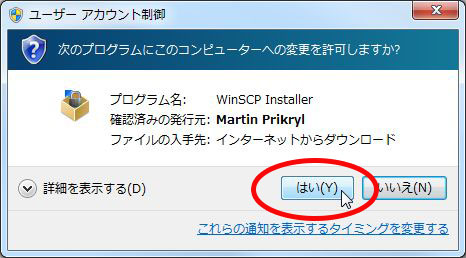 ユーザー アカウント制御
次のプログラムにこのコンピューターへの変更を許可しますか?
プログラム名: WinSCP Installer
確認済みの発行元: Martin Prikryl
ファイルの入手先: インターネットからダウンロード
詳細を表示する(D) はい(Y) いいえ(N)
これらの通知を表示するタイミングを変更する